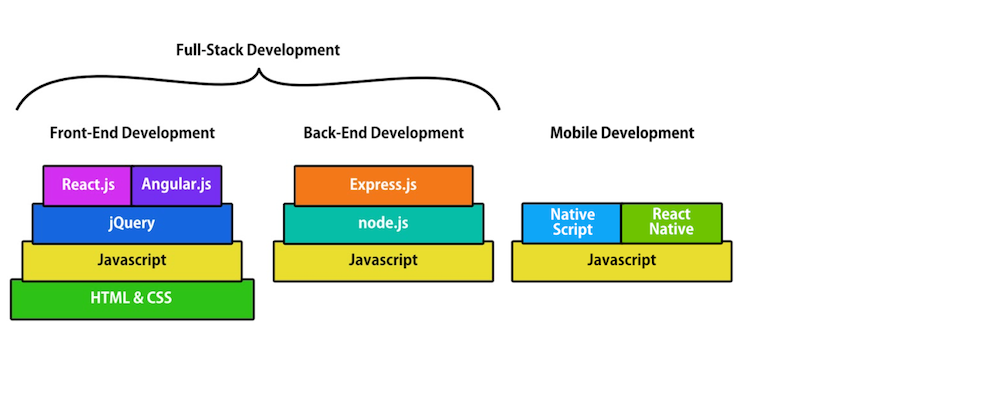 Full-Stack Development
Front-End Development
Back-End Development
Mobile Development
React.js
Angular.js
jQuery
Javascript
HTML & CSS
Express.js
node.js
Javascript
Native
Script
React
Native
Javascript